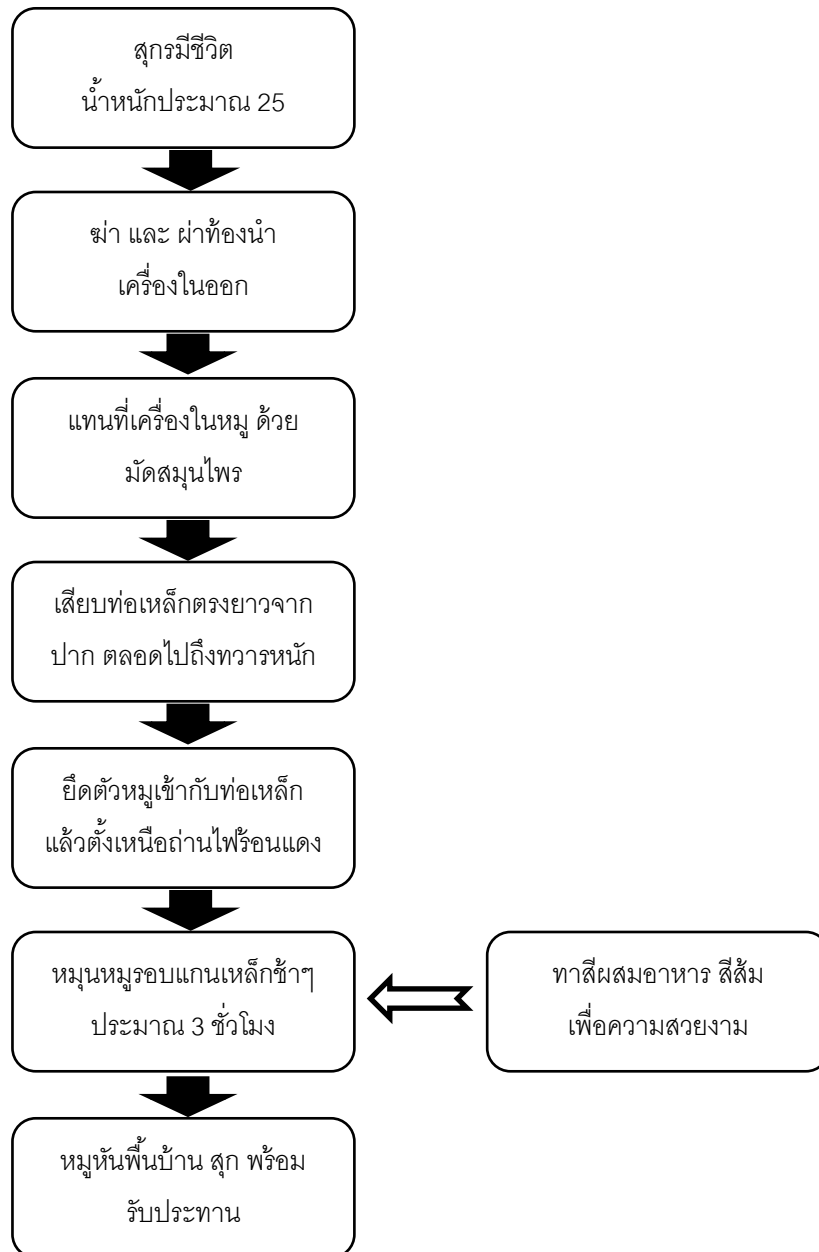 สุกรมีชีวิต
น้ำหนักประมาณ 25
ฆ่า และ ผ่าท้องนำ
เครื่องในออก
แทนที่เครื่องในหมู ด้วย
มัดสมุนไพร
เสียบท่อเหล็กตรงยาวจาก
ปาก ตลอดไปถึงทวารหนัก
ยึดตัวหมูเข้ากับท่อเหล็ก
แล้วตั้งเหนือถ่านไฟร้อนแดง
หมุนหมูรอบแกนเหล็กช้าๆ
ประมาณ 3 ชั่วโมง
ทาสีผสมอาหาร สีส้ม
เพื่อความสวยงาม
หมูหันพื้นบ้าน สุก พร้อม
รับประทาน